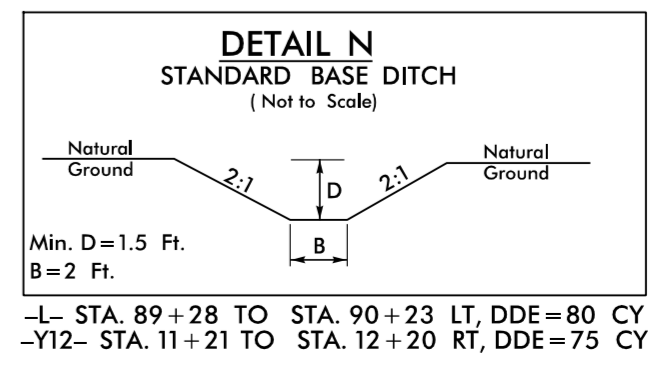 DETAIL N
STANDARD BASE DITCH
( Not to Scale)
Natural
Ground
2:1
D
2:1
Natural
Ground
Min. D=1.5 Ft.
B=2 Ft.
B
-L- STA. 89+28 TO STA. 90+23 LT, DDE=80 CY
-Y12- STA. 11+21 TO STA. 12+20 RT, DDE=75 CY